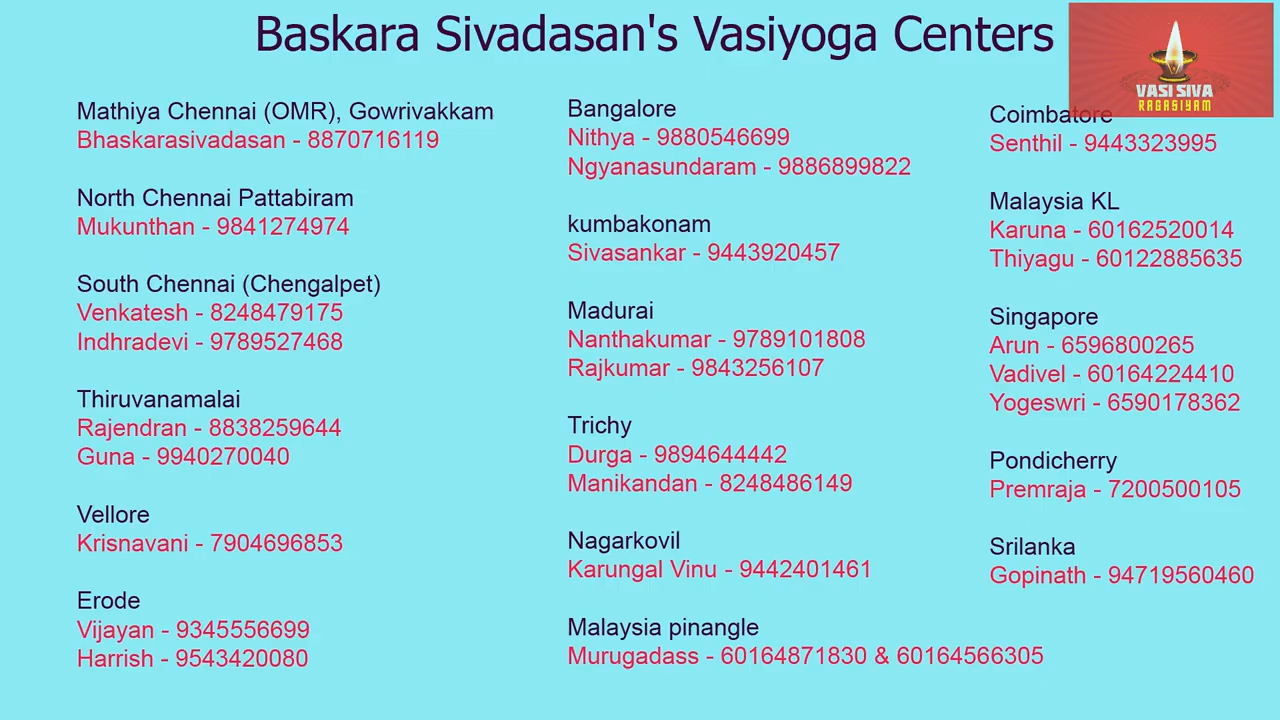 Baskara Sivadasan's Vasiyoga Centers
VASI SIVA
RAGASIYAM
Mathiya Chennai (OMR), Gowrivakkam
Bhaskarasivadasan - 8870716119
North Chennai Pattabiram
Mukunthan - 9841274974
South Chennai (Chengalpet)
Venkatesh - 8248479175
Indhradevi - 9789527468
Thiruvanamalai
Rajendran - 8838259644
Guna - 9940270040
Vellore
Krisnavani - 7904696853
Erode
Vijayan - 9345556699
Harrish - 9543420080
Bangalore
Nithya - 9880546699
Ngyanasundaram - 9886899822
kumbakonam
Sivasankar - 9443920457
Madurai
Nanthakumar - 9789101808
Rajkumar - 9843256107
Trichy
Durga - 9894644442
Manikandan - 8248486149
Nagarkovil
Karungal Vinu - 9442401461
Malaysia pinangle
Murugadass - 60164871830 & 60164566305
Coimbatore
Senthil - 9443323995
Malaysia KL
Karuna - 60162520014
Thiyagu - 60122885635
Singapore
Arun - 6596800265
Vadivel - 60164224410
Yogeswri - 6590178362
Pondicherry
Premraja - 7200500105
Srilanka
Gopinath - 94719560460